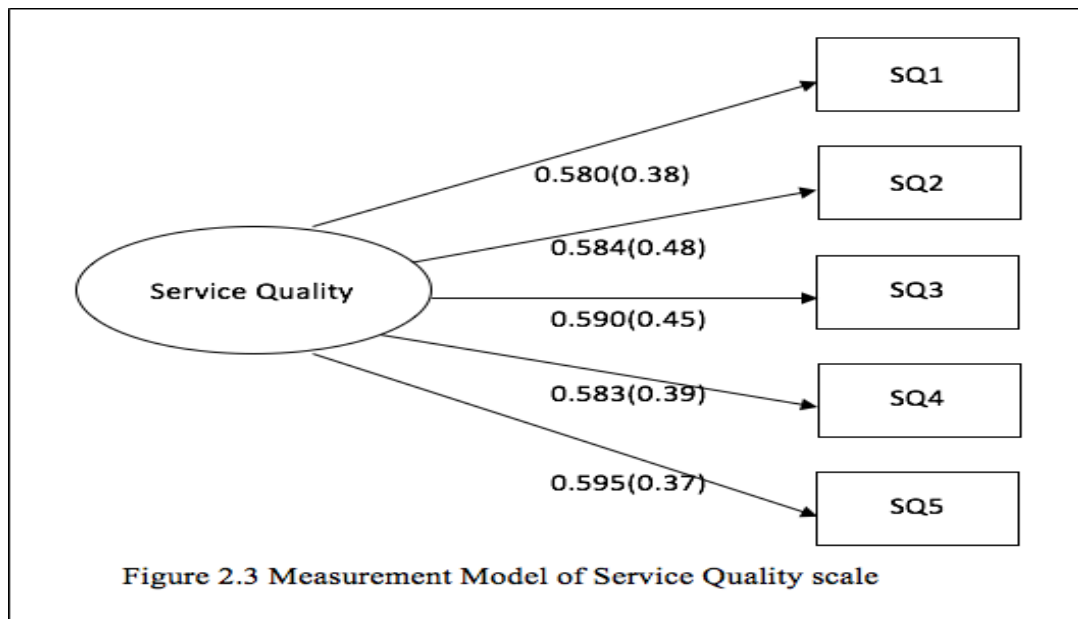 SQ1
0.580(0.38)
SQ2
0.584(0.48)
Service Quality
SQ3
0.590(0.45)
SQ4
0.583(0.39)
0.595(0.37)
SQ5
Figure 2.3 Measurement Model of Service Quality scale